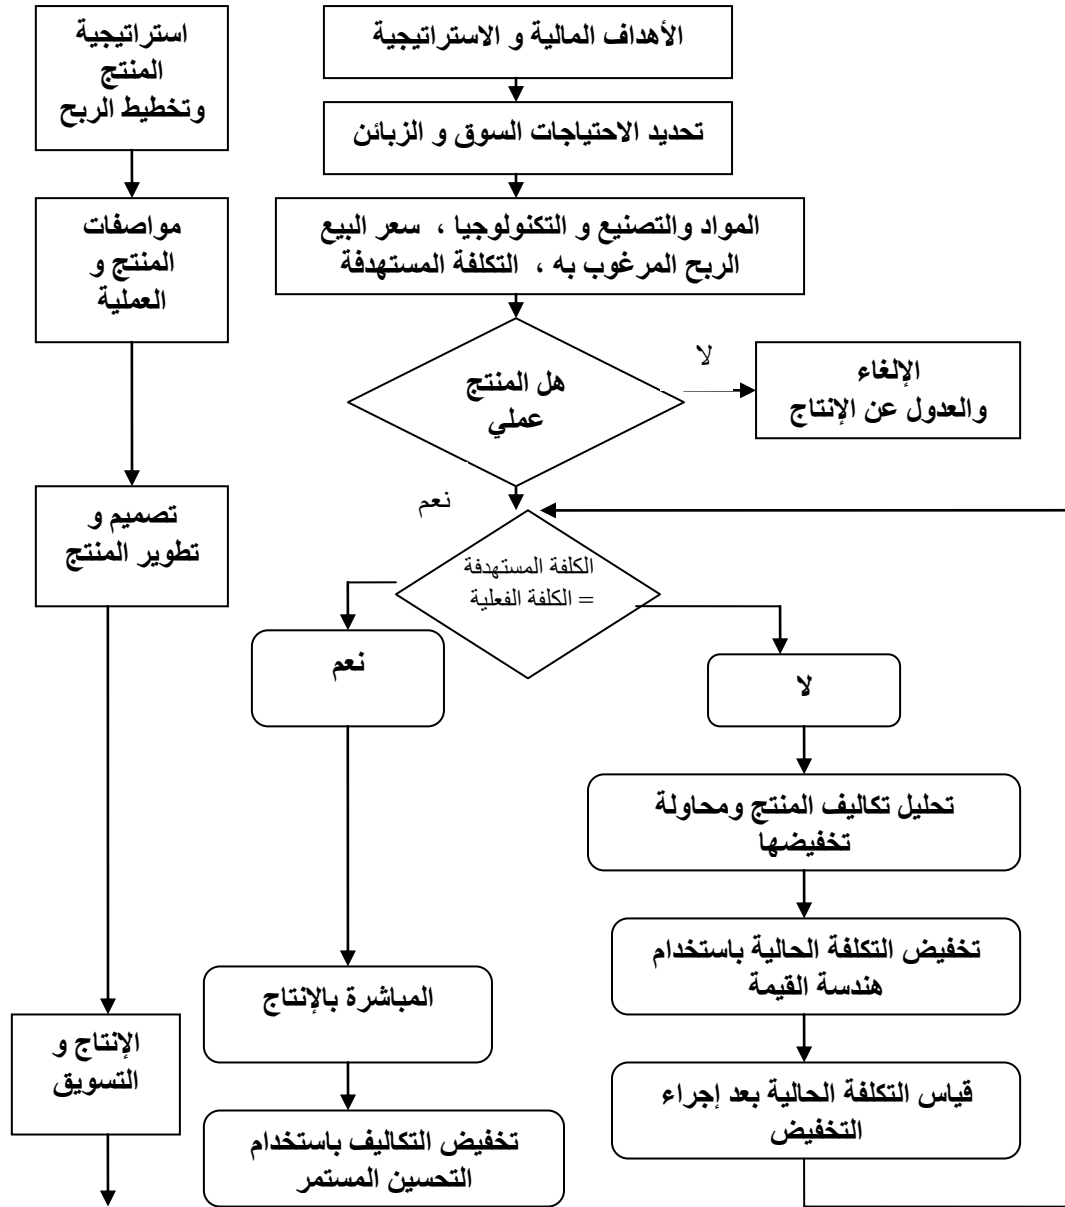 استراتيجية
المنتج
وتخطيط الربح
الأهداف المالية و الاستراتيجية
تحديد الاحتياجات السوق و الزبائن
مواصفات
المنتج و
العملية
المواد والتصنيع و التكنولوجيا ، سعر البيع
الربح المرغوب به ، التكلفة المستهدفة
هل المنتج
عملي
لا
الإلغاء
والعدول عن الإنتاج
نعم
تصميم و
تطوير المنتج
الكلفة المستهدفة
= الكلفة الفعلية
نعم
لا
تحليل تكاليف المنتج ومحاولة
تخفيضها
تخفيض التكلفة الحالية باستخدام
هندسة القيمة
المباشرة بالإنتاج
الإنتاج و
التسويق
قياس التكلفة الحالية بعد إجراء
التخفيض
تخفيض التكاليف باستخدام
التحسين المستمر